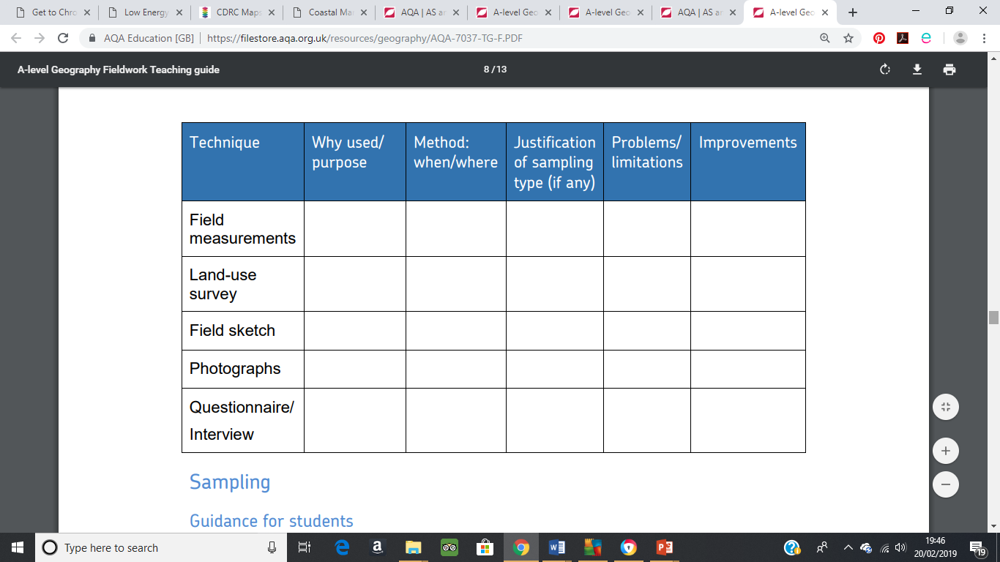 Get to Chro
Low Energy
CDRC Maps
Coastal Ma
AQA | AS ar
A-level Geo
A-level Geo
AQA | AS ar
A-level Geo
AQA Education [GB] | https://filestore.aqa.org.uk/resources/geography/AQA-7037-TG-F.PDF
A-level Geography Fieldwork Teaching guide
8 / 13
Technique
Why used/
purpose
Method:
when/where
Justification
of sampling
type (if any)
Problems/
limitations
Improvements
Field
measurements
Land-use
survey
Field sketch
Photographs
Questionnaire/
Interview
Sampling
Guidance for students
Type here to search
19:46
20/02/2019
19